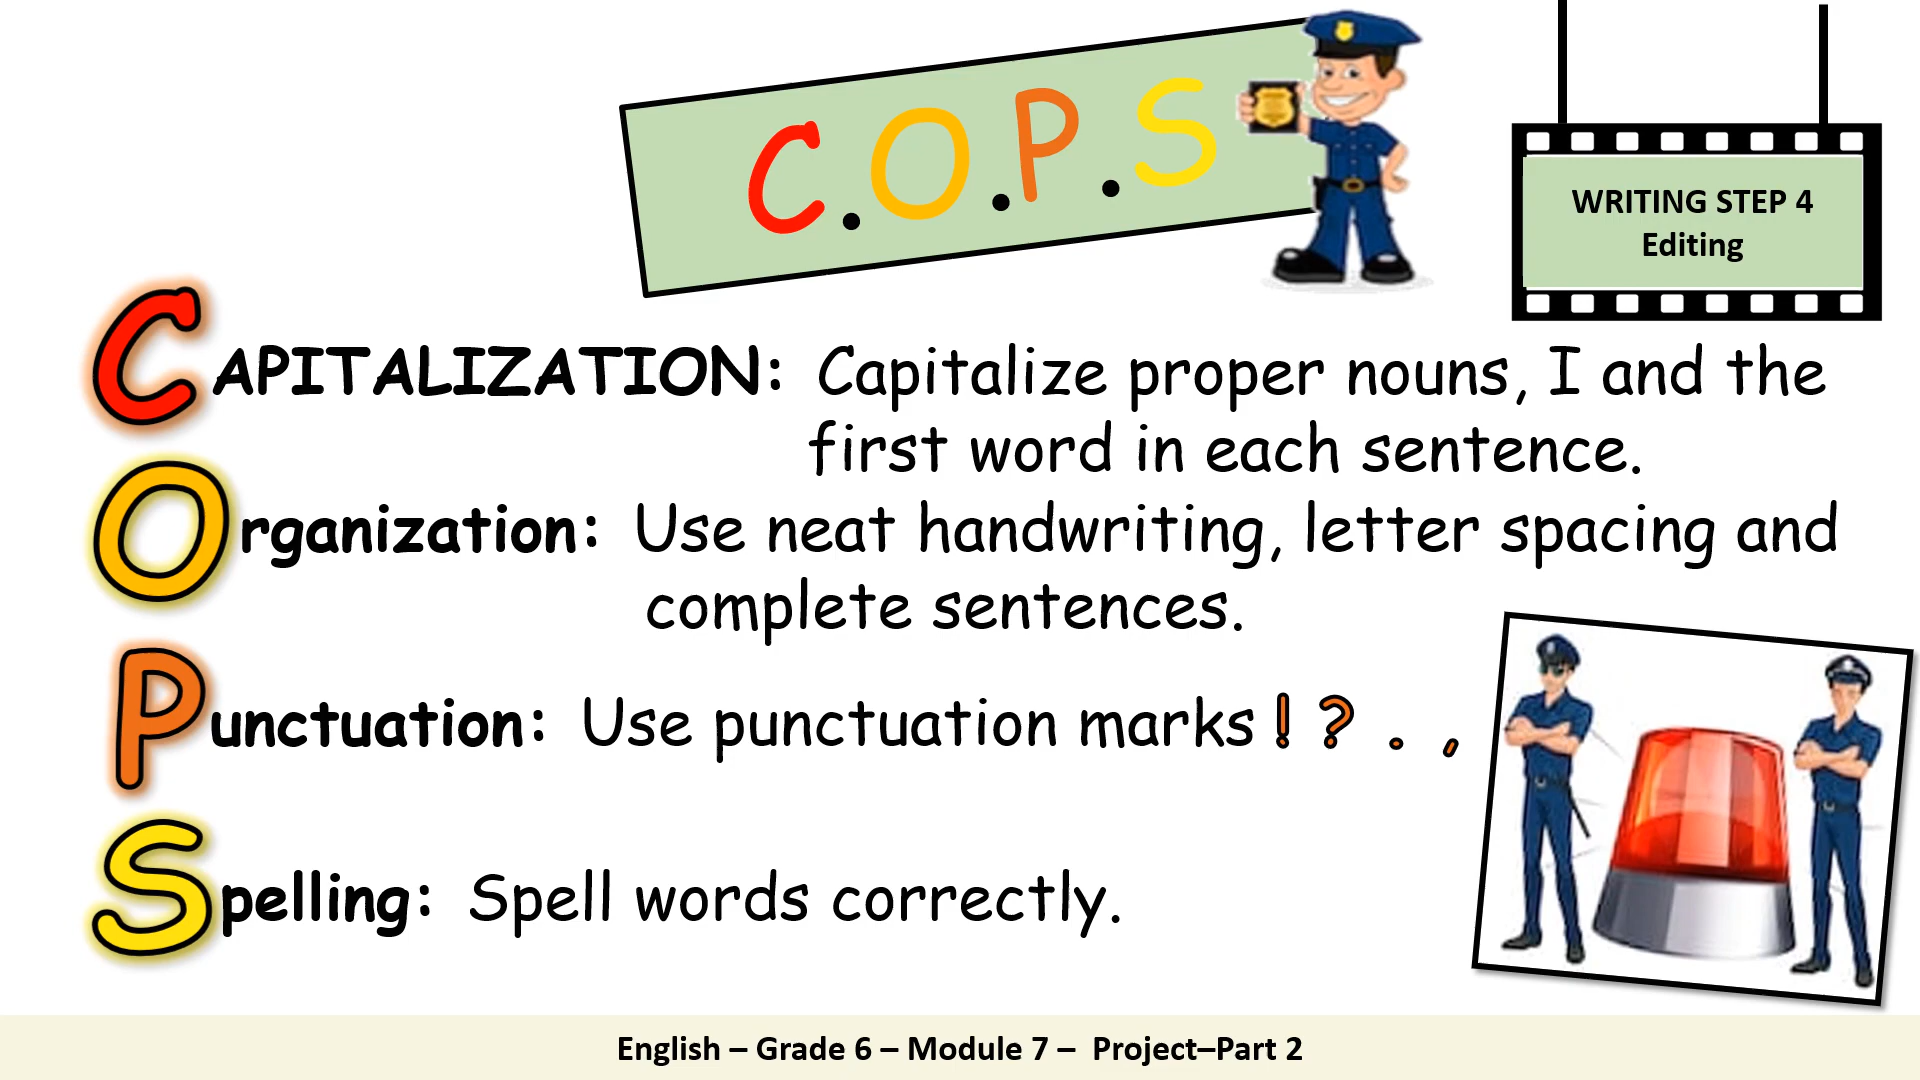 C.O.P.S
WRITING STEP 4
Editing
CAPITALIZATION: Capitalize proper nouns, I and the
first word in each sentence.
Organization: Use neat handwriting, letter spacing and
complete sentences.
Punctuation: Use punctuation marks ! ? . ,
Spelling: Spell words correctly.
English – Grade 6 – Module 7 – Project–Part 2